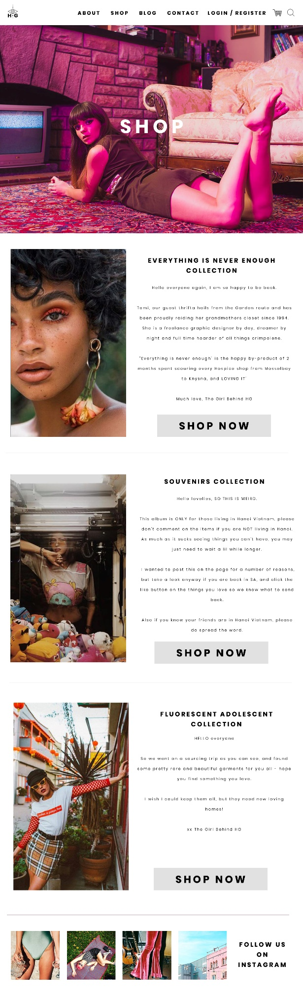 H G
ABOUT SHOP BLOG CONTACT LOGIN / REGISTER
SHOP
EVERYTHING IS NEVER ENOUGH
COLLECTION
Hello everyone again, I am so happy to be back.
Tami, our guest thrifta hails from the Garden route and has
been proudly raiding her grandmothers closet since 1994.
She is a freelance graphic designer by day, dreamer by
night and full time hoarder of all things crimpolene.
"Everything is never enough" is the happy by-product of 2
months spent scouring every Hospice shop from Mosselbay
to Knysna, and LOVING IT"
Much love, The Girl Behind HG
SHOP NOW
SOUVENIRS COLLECTION
Hello lovelies, SO THIS IS WEIRD.
This album is ONLY for those living in Hanoi Vietnam, please
don't comment on the items if you are NOT living in Hanoi.
As much as it sucks seeing things you can't have, you may
just need to wait a lil while longer.
I wanted to post this on the page for a number of reasons,
but take a look anyway if you are back in SA, and click the
like button on the things you love so we know what to send
back.
Also if you know your friends are in Hanoi Vietnam, please
do spread the word.
SHOP NOW
FLUORESCENT ADOLESCENT
COLLECTION
HELLO everyone
So we went on a sourcing trip as you can see, and found
some pretty rare and beautiful garments for you all - hope
you find something you love.
I wish I could keep them all, but they need new loving
homes!
xx The Girl Behind HG
ladies is pimps too
SHOP NOW
FOLLOW US
ON
INSTAGRAM